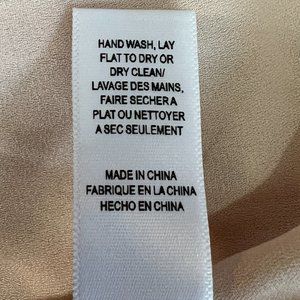 HAND WASH, LAY
FLAT TO DRY OR
DRY CLEAN/
LAVAGE DES MAINS,
FAIRE SECHER A
PLAT OU NETTOYER
A SEC SEULEMENT
MADE IN CHINA
FABRIQUE EN LA CHINA
HECHO EN CHINA